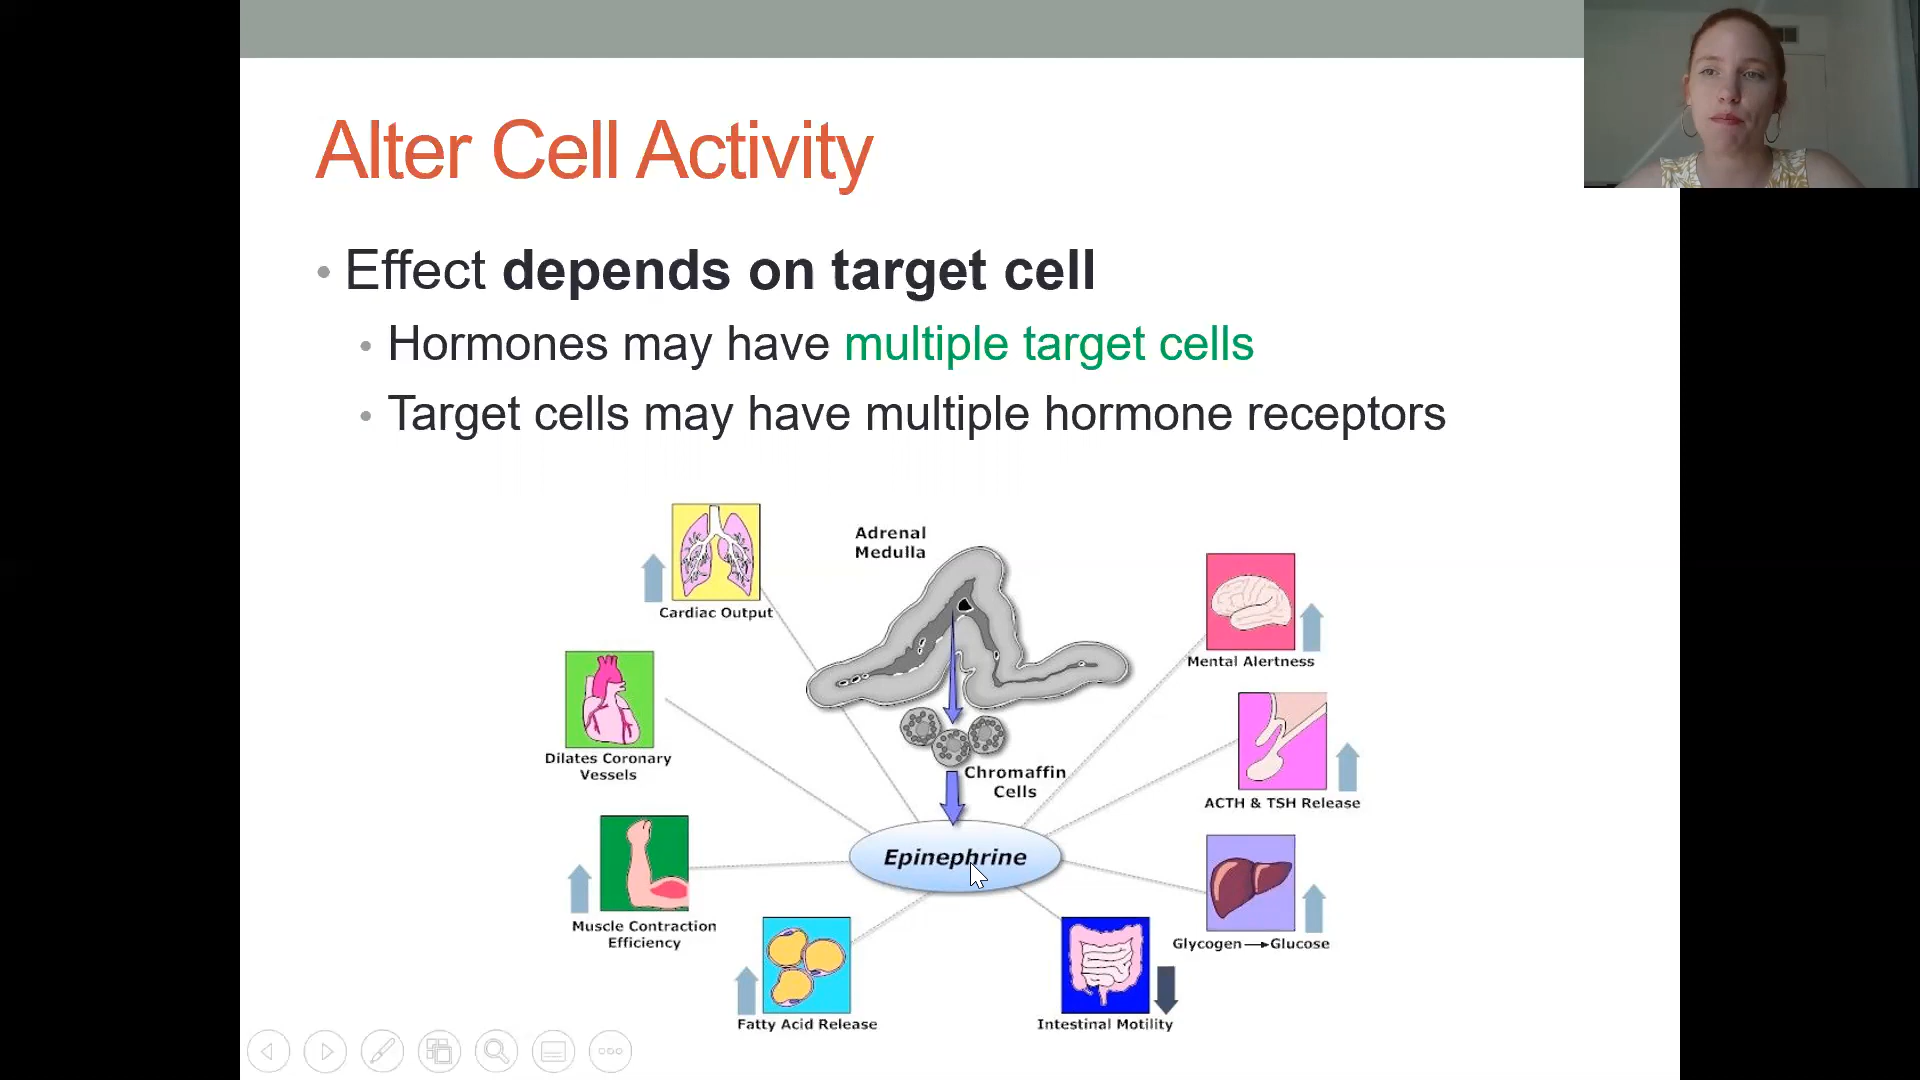 Alter Cell Activity
• Effect depends on target cell
• Hormones may have multiple target cells
• Target cells may have multiple hormone receptors
Adrenal
Medulla
Cardiac Output
Mental Alertness
Dilates Coronary
Vessels
Chromaffin
Cells
ACTH & TSH Release
Epinephrine
Muscle Contraction
Efficiency
Glycogen → Glucose
Fatty Acid Release
Intestinal Motility